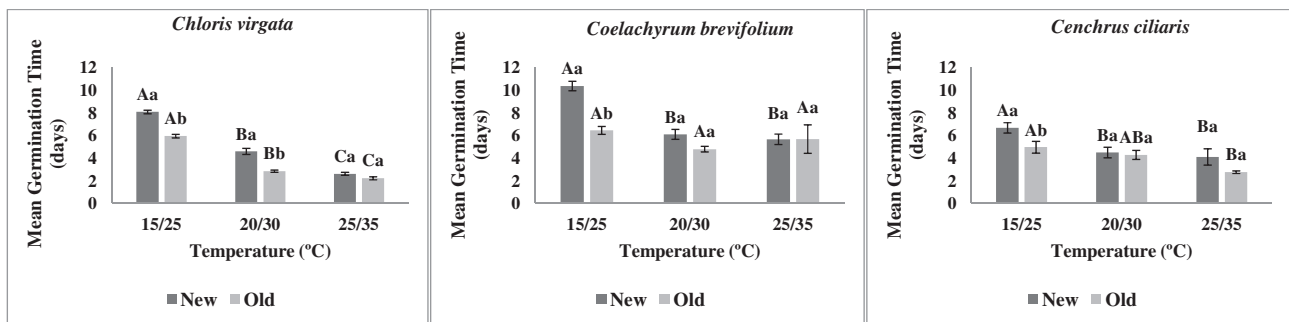 Chloris virgata
Mean Germination Time
(days)
12
10
8
6
4
2
0
Aa
Ab
Ba
Bb
Ca
Ca
15/25
20/30
25/35
Temperature (ºC)
New
Old
Coelachyrum brevifolium
Mean Germination Time
(days)
12
10
8
6
4
2
0
Aa
Ab
Ba
Aa
Ba
Aa
15/25
20/30
25/35
Temperature (ºC)
New
Old
Cenchrus ciliaris
Mean Germination Time
(days)
12
10
8
6
4
2
0
Aa
Ab
Ba
ABa
Ba
Ba
15/25
20/30
25/35
Temperature (ºC)
New
Old